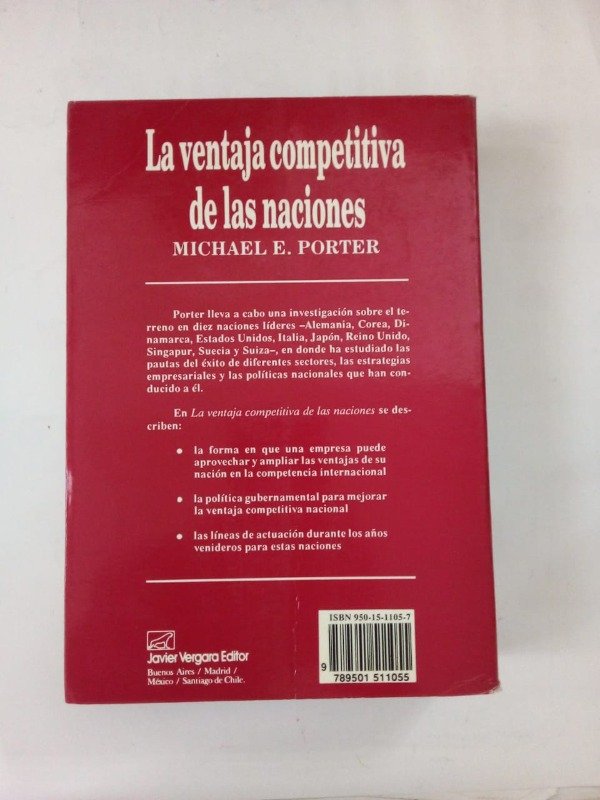 La ventaja competitiva
de las naciones
MICHAEL E. PORTER
Porter lleva a cabo una investigación sobre el te-
rreno en diez naciones líderes –Alemania, Corea, Di-
namarca, Estados Unidos, Italia, Japón, Reino Unido,
Singapur, Suecia y Suiza–, en donde ha estudiado las
pautas del éxito de diferentes sectores, las estrategias
empresariales y las políticas nacionales que han con-
ducido a él.
En La ventaja competitiva de las naciones se des-
criben:
• la forma en que una empresa puede
aprovechar y ampliar las ventajas de su
nación en la competencia internacional
• la política gubernamental para mejorar
la ventaja competitiva nacional
• las líneas de actuación durante los años
venideros para estas naciones
Javier Vergara Editor
Buenos Aires / Madrid /
México / Santiago de Chile.
ISBN 950-15-1105-7
9 789501 511055